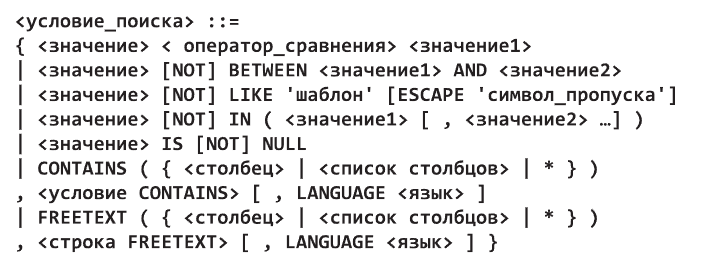 <условие_поиска> ::=
{ <значение> < оператор_сравнения> <значение1>
| <значение> [NOT] BETWEEN <значение1> AND <значение2>
| <значение> [NOT] LIKE 'шаблон' [ESCAPE 'символ_пропуска']
| <значение> [NOT] IN ( <значение1> [ , <значение2> …] )
| <значение> IS [NOT] NULL
| CONTAINS ( { <столбец> | <список столбцов> | * } )
, <условие CONTAINS> [ , LANGUAGE <язык> ]
| FREETEXT ( { <столбец> | <список столбцов> | * } )
, <строка FREETEXT> [ , LANGUAGE <язык> ] }